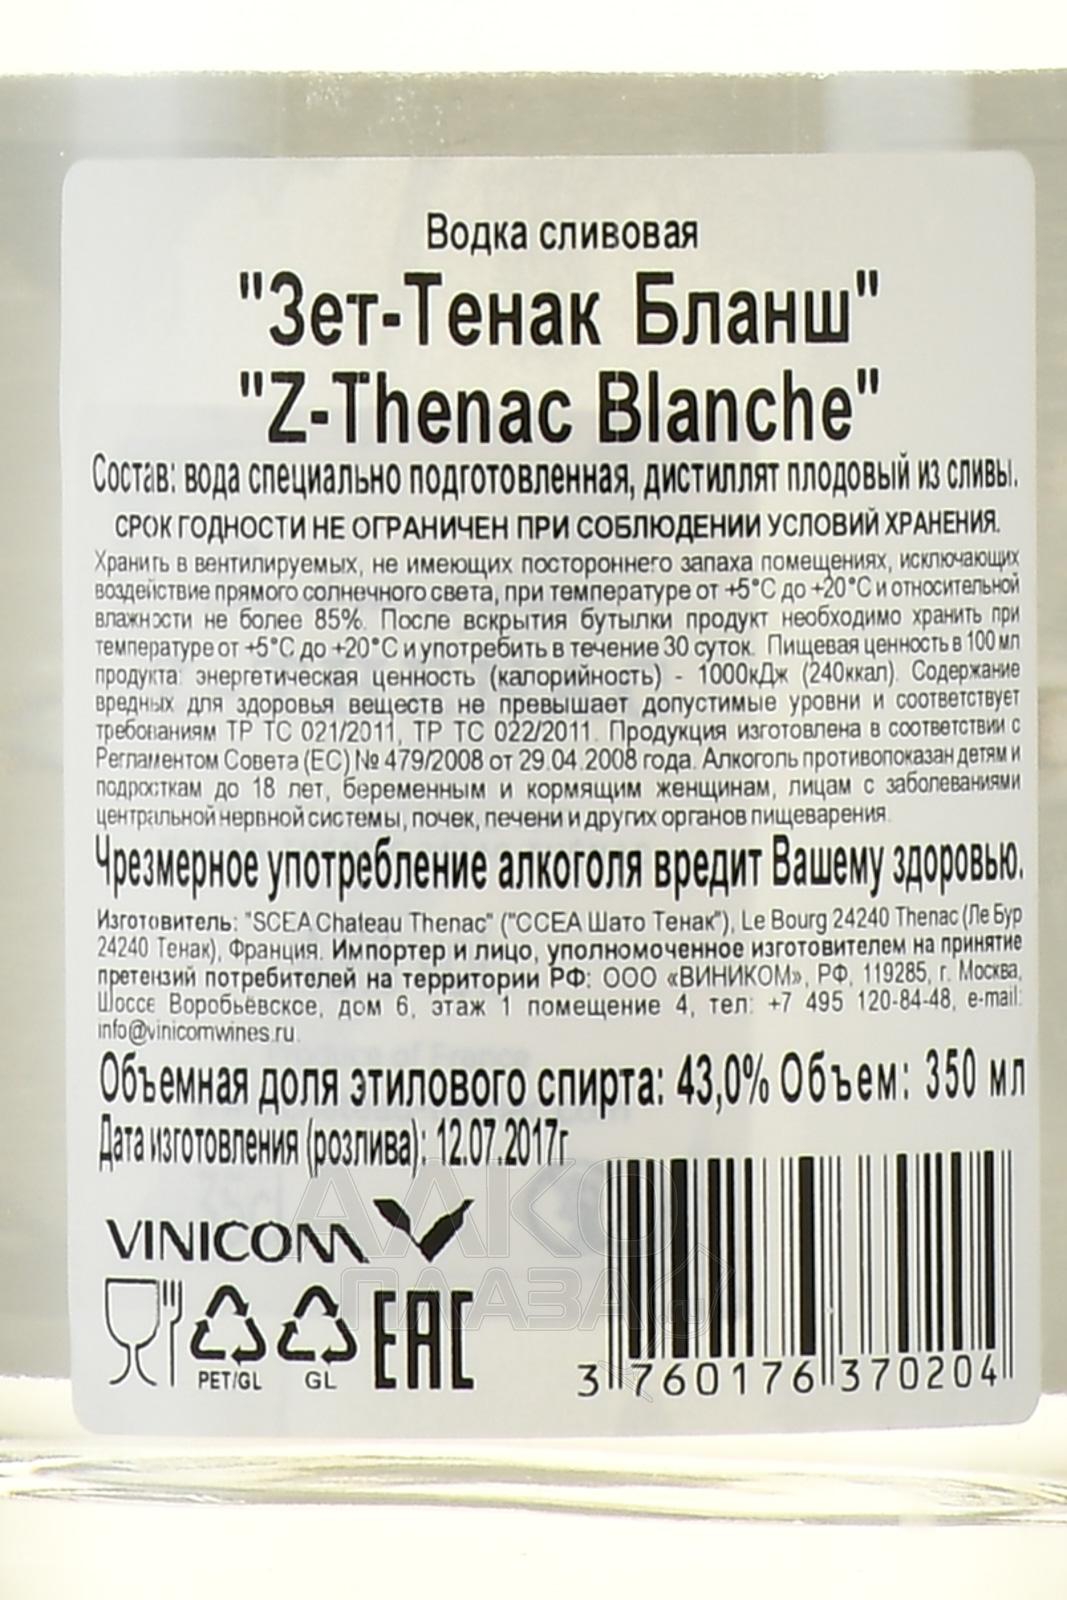 Водка сливовая
"Зет-Тенак Бланш"
"Z-Thenac Blanche"
Состав: вода специально подготовленная, дистиллят плодовый из сливы.
СРОК ГОДНОСТИ НЕ ОГРАНИЧЕН ПРИ СОБЛЮДЕНИИ УСЛОВИЙ ХРАНЕНИЯ.
Хранить в вентилируемых, не имеющих постороннего запаха помещениях, исключающих
воздействие прямого солнечного света, при температуре от +5°С до +20°С и относительной
влажности не более 85%. После вскрытия бутылки продукт необходимо хранить при
температуре от +5°С до +20°С и употребить в течение 30 суток. Пищевая ценность в 100 мл
продукта: энергетическая ценность (калорийность) - 1000кДж (240ккал). Содержание
вредных для здоровья веществ не превышает допустимые уровни и соответствует
требованиям ТР ТС 021/2011, ТР ТС 022/2011. Продукция изготовлена в соответствии с
Регламентом Совета (ЕС) № 479/2008 от 29.04.2008 года. Алкоголь противопоказан детям и
подросткам до 18 лет, беременным и кормящим женщинам, лицам с заболеваниями
центральной нервной системы, почек, печени и других органов пищеварения.
Чрезмерное употребление алкоголя вредит Вашему здоровью.
Изготовитель: "SCEA Chateau Thenac" ("ССЕА Шато Тенак"), Le Bourg 24240 Thenac (Ле Бур
24240 Тенак), Франция. Импортер и лицо, уполномоченное изготовителем на принятие
претензий потребителей на территории РФ: ООО «ВИНИКОМ», РФ, 119285, г. Москва,
Шоссе Воробьёвское, дом 6, этаж 1 помещение 4, тел: +7 495 120-84-48, e-mail:
info@vinicomwines.ru.
Produce of France
Объемная доля этилового спирта: 43,0% Объем: 350 мл
Дата изготовления (розлива): 12.07.2017г
VINICOM
АЛКО
ПЛАЗА.ru
PET/GL GL EAC
3 760176 370204